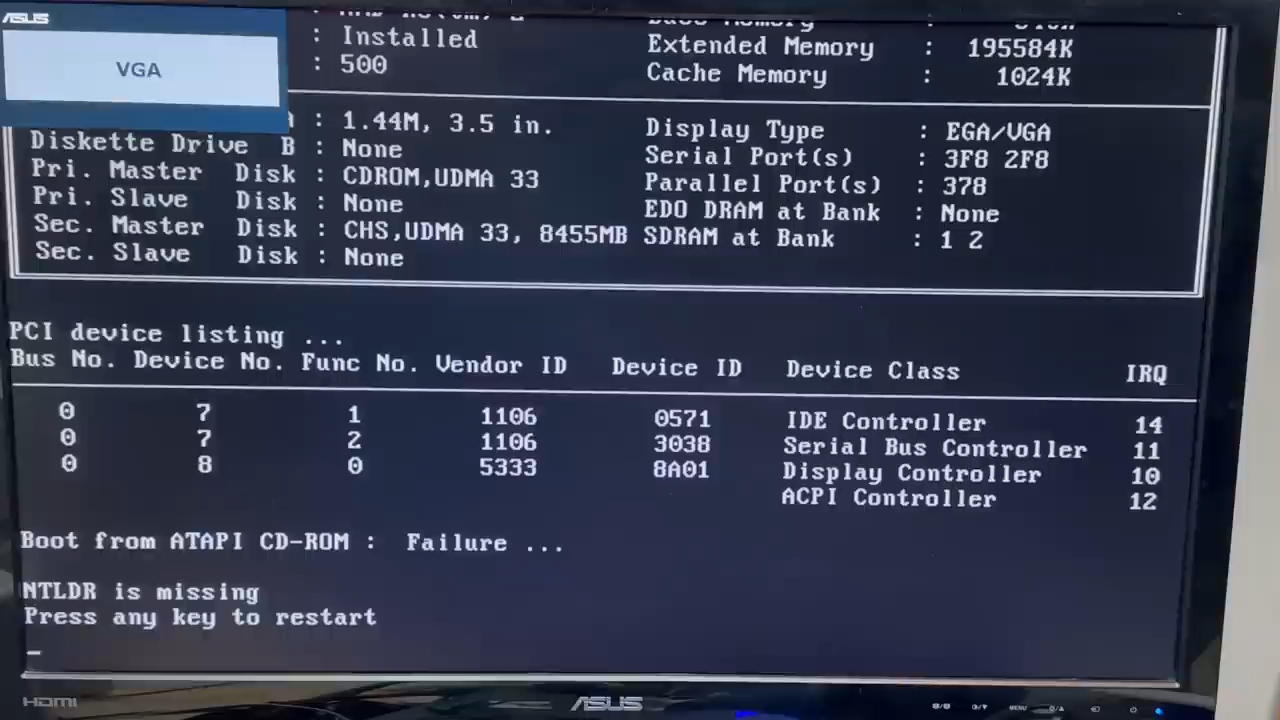 ASUS
VGA
: Installed
: 500
Base Memory :
Extended Memory : 195584K
Cache Memory : 1024K
: 1.44M, 3.5 in.
Diskette Drive B : None
Pri. Master Disk : CDROM,UDMA 33
Pri. Slave Disk : None
Sec. Master Disk : CHS,UDMA 33, 8455MB
Sec. Slave Disk : None
Display Type : EGA/VGA
Serial Port(s) : 3F8 2F8
Parallel Port(s) : 378
EDO DRAM at Bank : None
SDRAM at Bank : 1 2
PCI device listing ...
Bus No. Device No. Func No. Vendor ID Device ID Device Class IRQ
0 7 1 1106 0571 IDE Controller 14
0 7 2 1106 3038 Serial Bus Controller 11
0 8 0 5333 8A01 Display Controller 10
ACPI Controller 12
Boot from ATAPI CD-ROM : Failure ...
NTLDR is missing
Press any key to restart
_
HDMI
ASUS
MENU